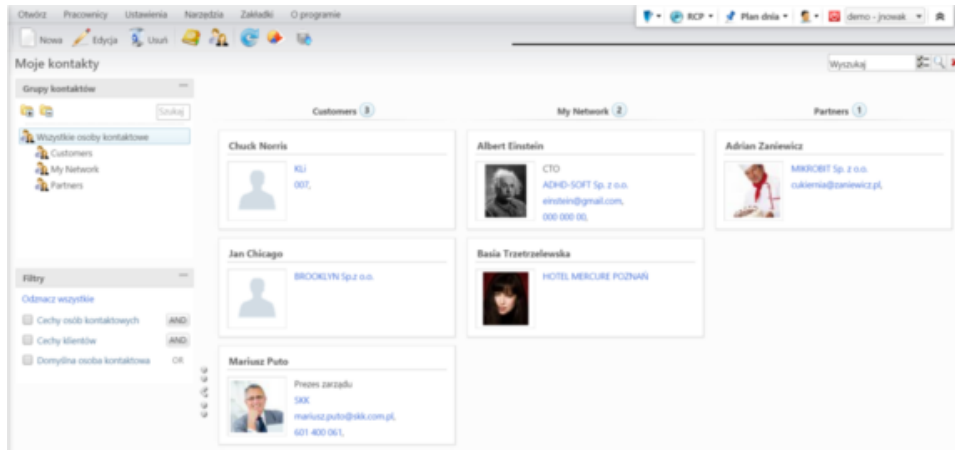 Otwórz Pracownicy Ustawienia Narzędzia Zakładki O programie
RCP Plan dnia demo - jnowak
Nowa Edycja Usuń
Moje kontakty
Wyszukaj
Grupy kontaktów
Szukaj
Wszystkie osoby kontaktowe
Customers
My Network
Partners
Filtry
Odznacz wszystkie
Cechy osób kontaktowych AND
Cechy klientów AND
Domyślna osoba kontaktowa OR
Customers 3
Chuck Norris
KLI
007,
Jan Chicago
BROOKLYN Sp.z o.o.
Mariusz Puto
Prezes zarządu
SKK
mariusz.puto@skk.com.pl,
601 400 061,
My Network 2
Albert Einstein
CTO
ADHD-SOFT Sp. z o.o.
einstein@gmail.com,
000 000 00,
Basia Trzetrzelewska
HOTEL MERCURE POZNAŃ
Partners 1
Adrian Zaniewicz
MIKROBIT Sp. z o.o.
cukiernia@zaniewicz.pl,